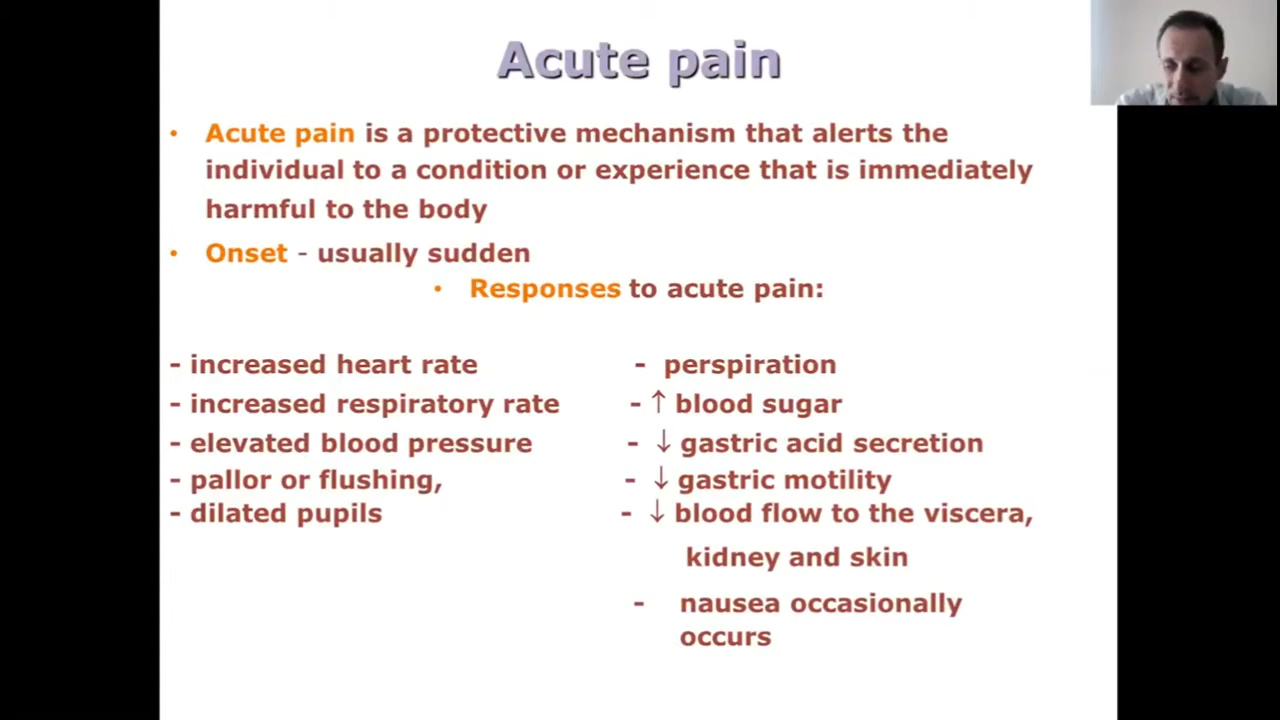 Acute pain
• Acute pain is a protective mechanism that alerts the
individual to a condition or experience that is immediately
harmful to the body
• Onset - usually sudden
• Responses to acute pain:
- increased heart rate
- increased respiratory rate
- elevated blood pressure
- pallor or flushing,
- dilated pupils
- perspiration
- ↑ blood sugar
- ↓ gastric acid secretion
- ↓ gastric motility
- ↓ blood flow to the viscera,
kidney and skin
- nausea occasionally
occurs